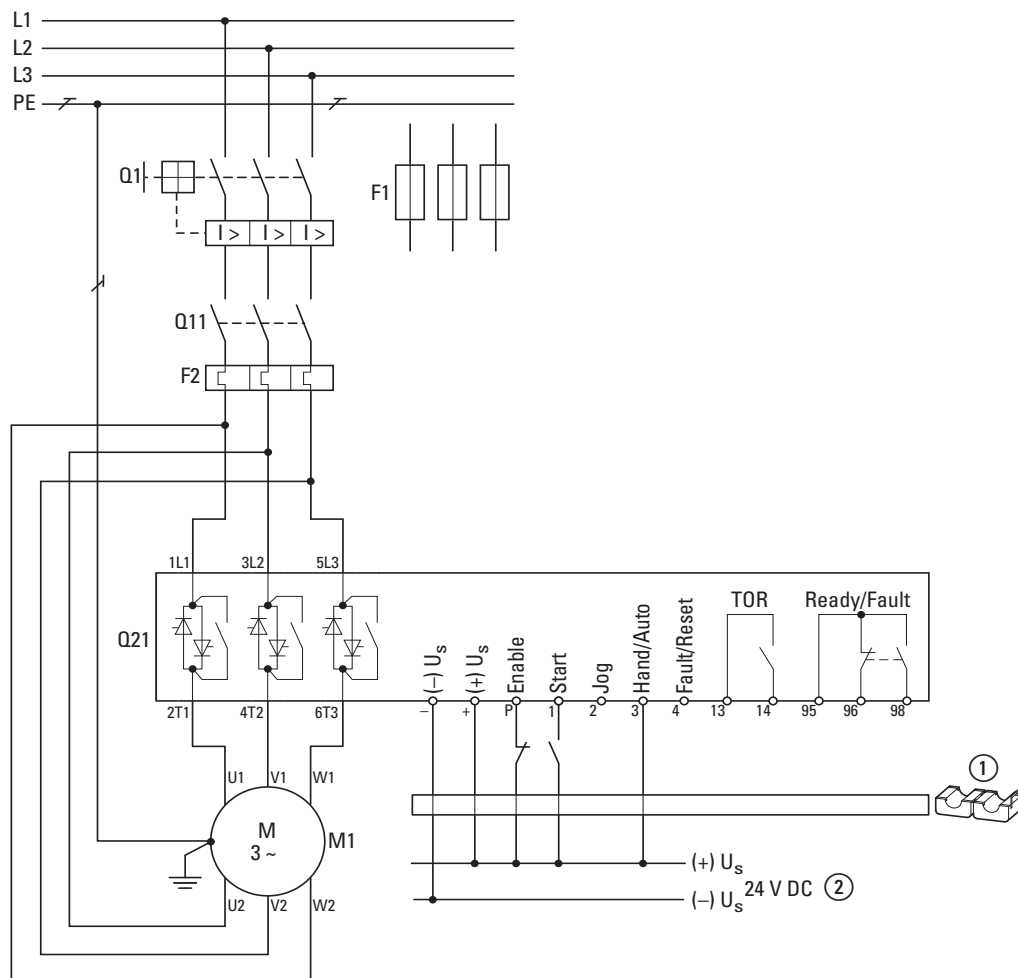 L1
L2
L3
PE
Q1
F1
I > I > I >
Q11
F2
1L1 3L2 5L3
TOR Ready/Fault
Q21
(–) Us
(+) Us
Enable
Start
Jog
Hand/Auto
Fault/Reset
2T1 4T2 6T3 – + P 1 2 3 4 13 14 95 96 98
U1 V1 W1
1
M
3 ~
M1
(+) Us
24 V DC 2
(–) Us
U2 V2 W2